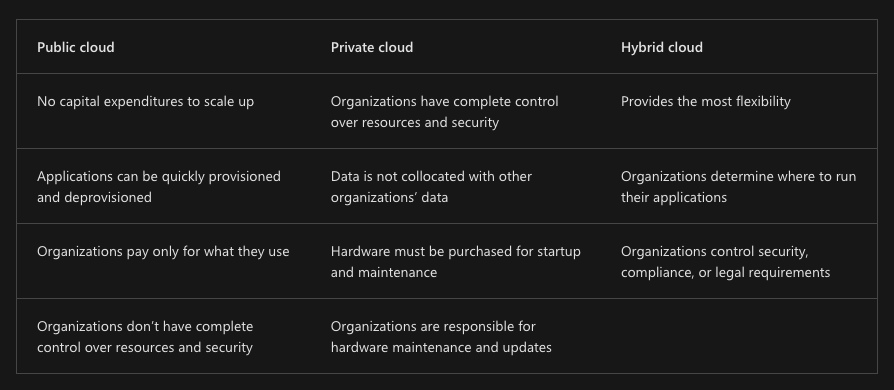 Public cloud
Private cloud
Hybrid cloud
No capital expenditures to scale up
Organizations have complete control
over resources and security
Provides the most flexibility
Applications can be quickly provisioned
and deprovisioned
Data is not collocated with other
organizations’ data
Organizations determine where to run
their applications
Organizations pay only for what they use
Hardware must be purchased for startup
and maintenance
Organizations control security,
compliance, or legal requirements
Organizations don’t have complete
control over resources and security
Organizations are responsible for
hardware maintenance and updates